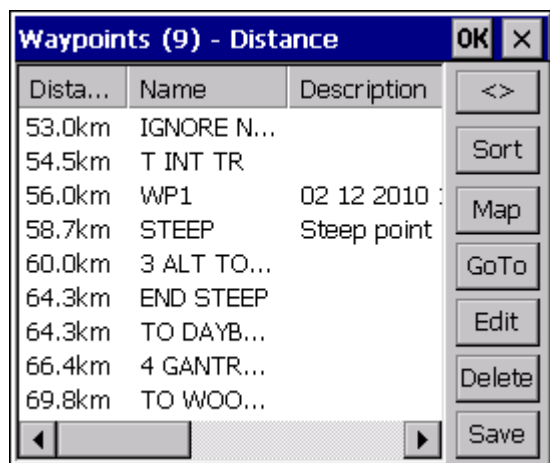 Waypoints (9) - Distance OK ×
Dista... Name Description <>
53.0km IGNORE N...
54.5km T INT TR Sort
56.0km WP1 02 12 2010
58.7km STEEP Steep point Map
60.0km 3 ALT TO... GoTo
64.3km END STEEP
64.3km TO DAYB... Edit
66.4km 4 GANTR... Delete
69.8km TO WOO...
Save